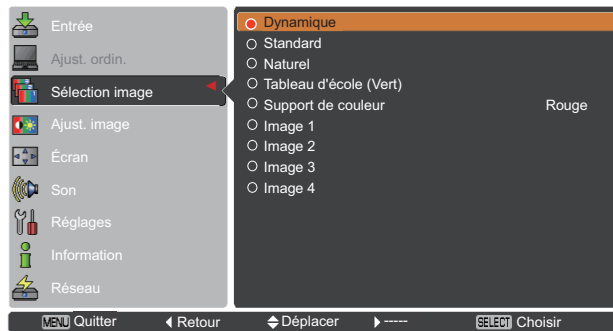 Entrée
Ajust. ordin.
Sélection image
Ajust. image
Écran
Son
Réglages
Information
Réseau
Dynamique
Standard
Naturel
Tableau d'école (Vert)
Support de couleur Rouge
Image 1
Image 2
Image 3
Image 4
MENU Quitter Retour Déplacer ----- SELECT Choisir